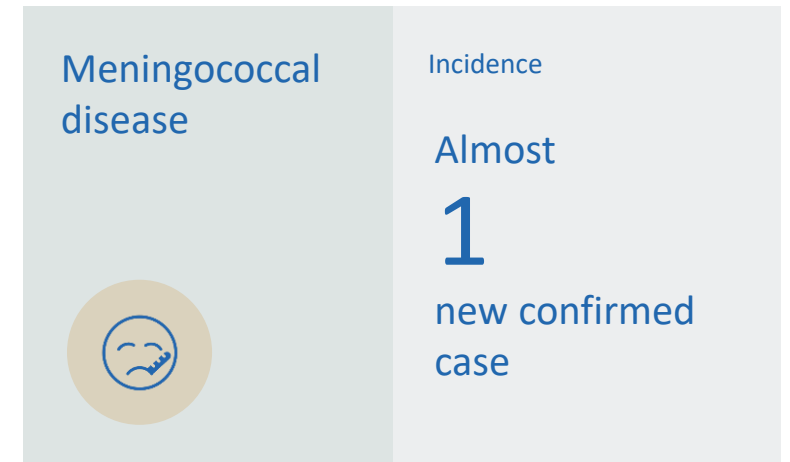 Meningococcal
disease
Incidence
Almost
1
new confirmed
case